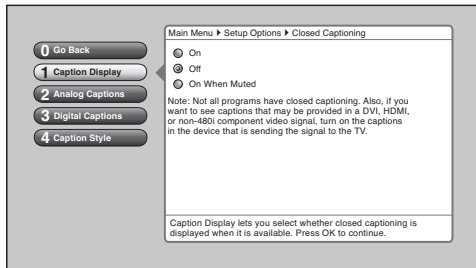 Main Menu ▶ Setup Options ▶ Closed Captioning
0 Go Back
1 Caption Display
2 Analog Captions
3 Digital Captions
4 Caption Style
On
Off
On When Muted
Note: Not all programs have closed captioning. Also, if you
want to see captions that may be provided in a DVI, HDMI,
or non-480i component video signal, turn on the captions
in the device that is sending the signal to the TV.
Caption Display lets you select whether closed captioning is
displayed when it is available. Press OK to continue.